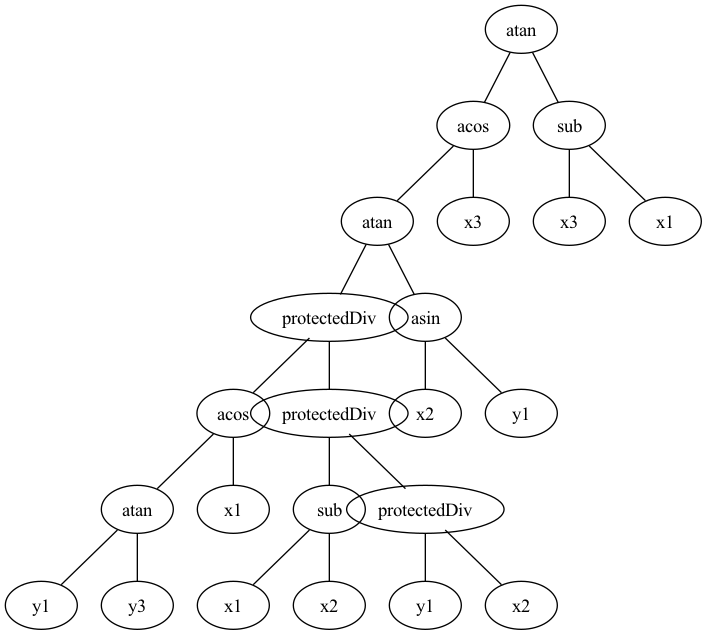 atan
acos sub
atan x3 x3 x1
protectedDiv asin
acos protectedDiv x2 y1
atan x1 sub protectedDiv
y1 y3 x1 x2 y1 x2